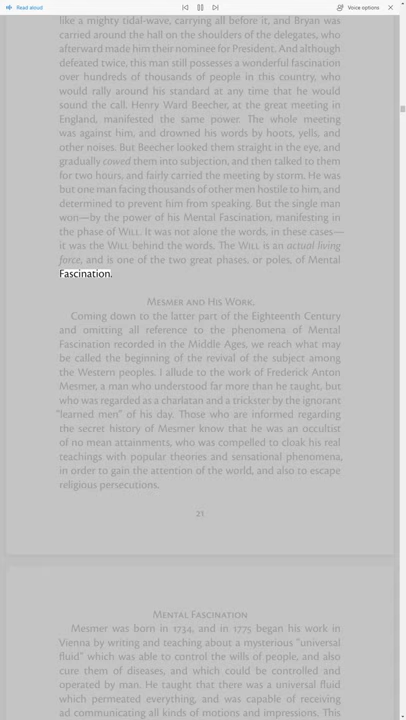 Read aloud
Voice options
like a mighty tidal-wave, carrying all before it, and Bryan was
carried around the hall on the shoulders of the delegates, who
afterward made him their nominee for President. And although
defeated twice, this man still possesses a wonderful fascination
over hundreds of thousands of people in this country, who
would rally around his standard at any time that he would
sound the call. Henry Ward Beecher, at the great meeting in
England, manifested the same power. The whole meeting
was against him, and drowned his words by hoots, yells, and
other noises. But Beecher looked them straight in the eye, and
gradually cowed them into subjection, and then talked to them
for two hours, and fairly carried the meeting by storm. He was
but one man facing thousands of other men hostile to him, and
determined to prevent him from speaking. But the single man
won—by the power of his Mental Fascination, manifesting in
the phase of WILL. It was not alone the words, in these cases—
it was the WILL behind the words. The WILL is an actual living
force, and is one of the two great phases, or poles, of Mental
Fascination.
MESMER AND HIS WORK.
Coming down to the latter part of the Eighteenth Century
and omitting all reference to the phenomena of Mental
Fascination recorded in the Middle Ages, we reach what may
be called the beginning of the revival of the subject among
the Western peoples. I allude to the work of Frederick Anton
Mesmer, a man who understood far more than he taught, but
who was regarded as a charlatan and a trickster by the ignorant
"learned men" of his day. Those who are informed regarding
the secret history of Mesmer know that he was an occultist
of no mean attainments, who was compelled to cloak his real
teachings with popular theories and sensational phenomena,
in order to gain the attention of the world, and also to escape
religious persecutions.
21
MENTAL FASCINATION
Mesmer was born in 1734, and in 1775 began his work in
Vienna by writing and teaching about a mysterious "universal
fluid" which was able to control the wills of people, and also
cure them of diseases, and which could be controlled and
operated by man. He taught that there was a universal fluid
which permeated everything, and was capable of receiving
ad communicating all kinds of motions and impressions. This